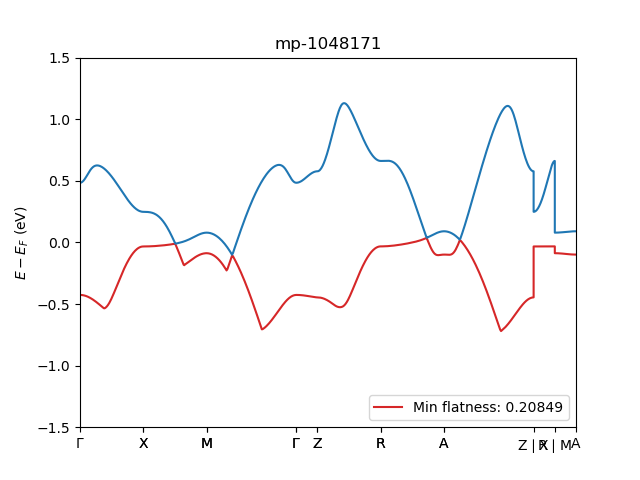 mp-1048171
E − E_F (eV)
1.5
1.0
0.5
0.0
−0.5
−1.0
−1.5
Min flatness: 0.20849
Γ X M Γ Z R A Z | X R | M A